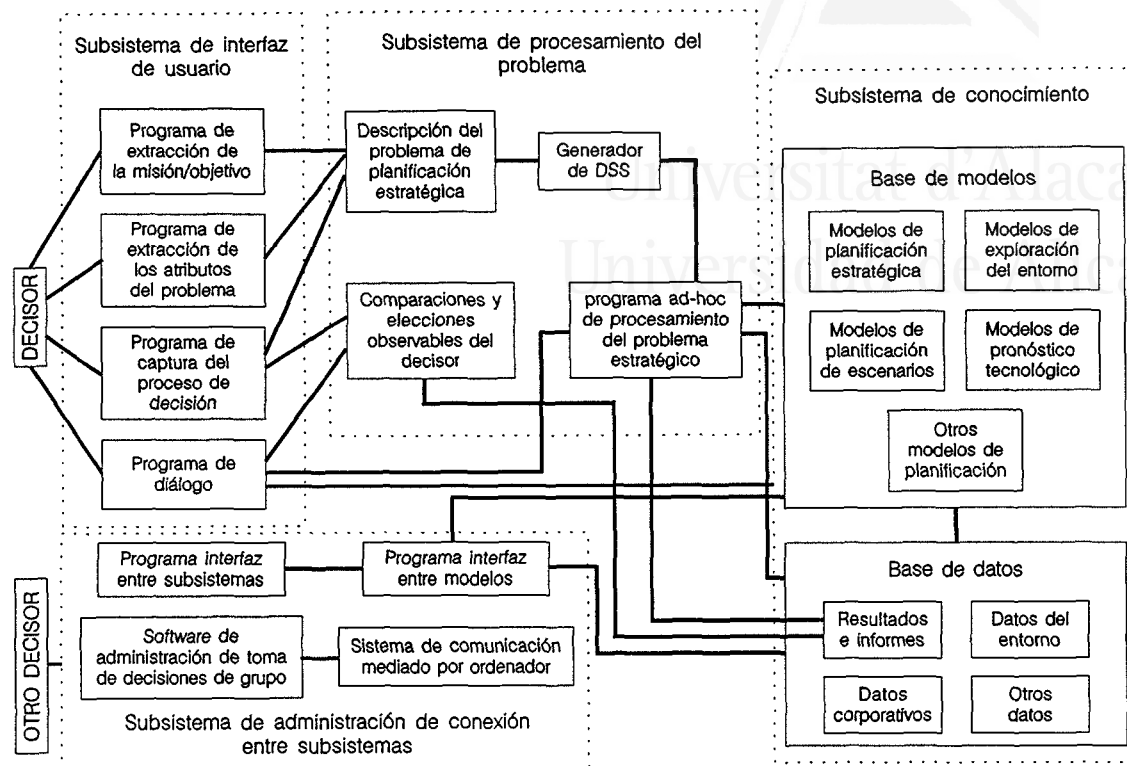 Subsistema de interfaz
de usuario
Programa de
extracción de
la misión/objetivo
Programa de
extracción de
los atributos
del problema
Programa de
captura del
proceso de
decisión
Programa de
diálogo
DECISOR
Subsistema de procesamiento del
problema
Descripción del
problema de
planificación
estratégica
Generador
de DSS
Comparaciones y
elecciones
observables del
decisor
programa ad-hoc
de procesamiento
del problema
estratégico
Subsistema de conocimiento
Base de modelos
Modelos de
planificación
estratégica
Modelos de
exploración
del entorno
Modelos de
planificación
de escenarios
Modelos de
pronóstico
tecnológico
Otros
modelos de
planificación
Base de datos
Resultados
e informes
Datos del
entorno
Datos
corporativos
Otros
datos
OTRO DECISOR
Programa interfaz
entre subsistemas
Programa interfaz
entre modelos
Software de
administración de toma
de decisiones de grupo
Sistema de comunicación
mediado por ordenador
Subsistema de administración de conexión
entre subsistemas
Universitat d'Alaca
Universidad de Alica